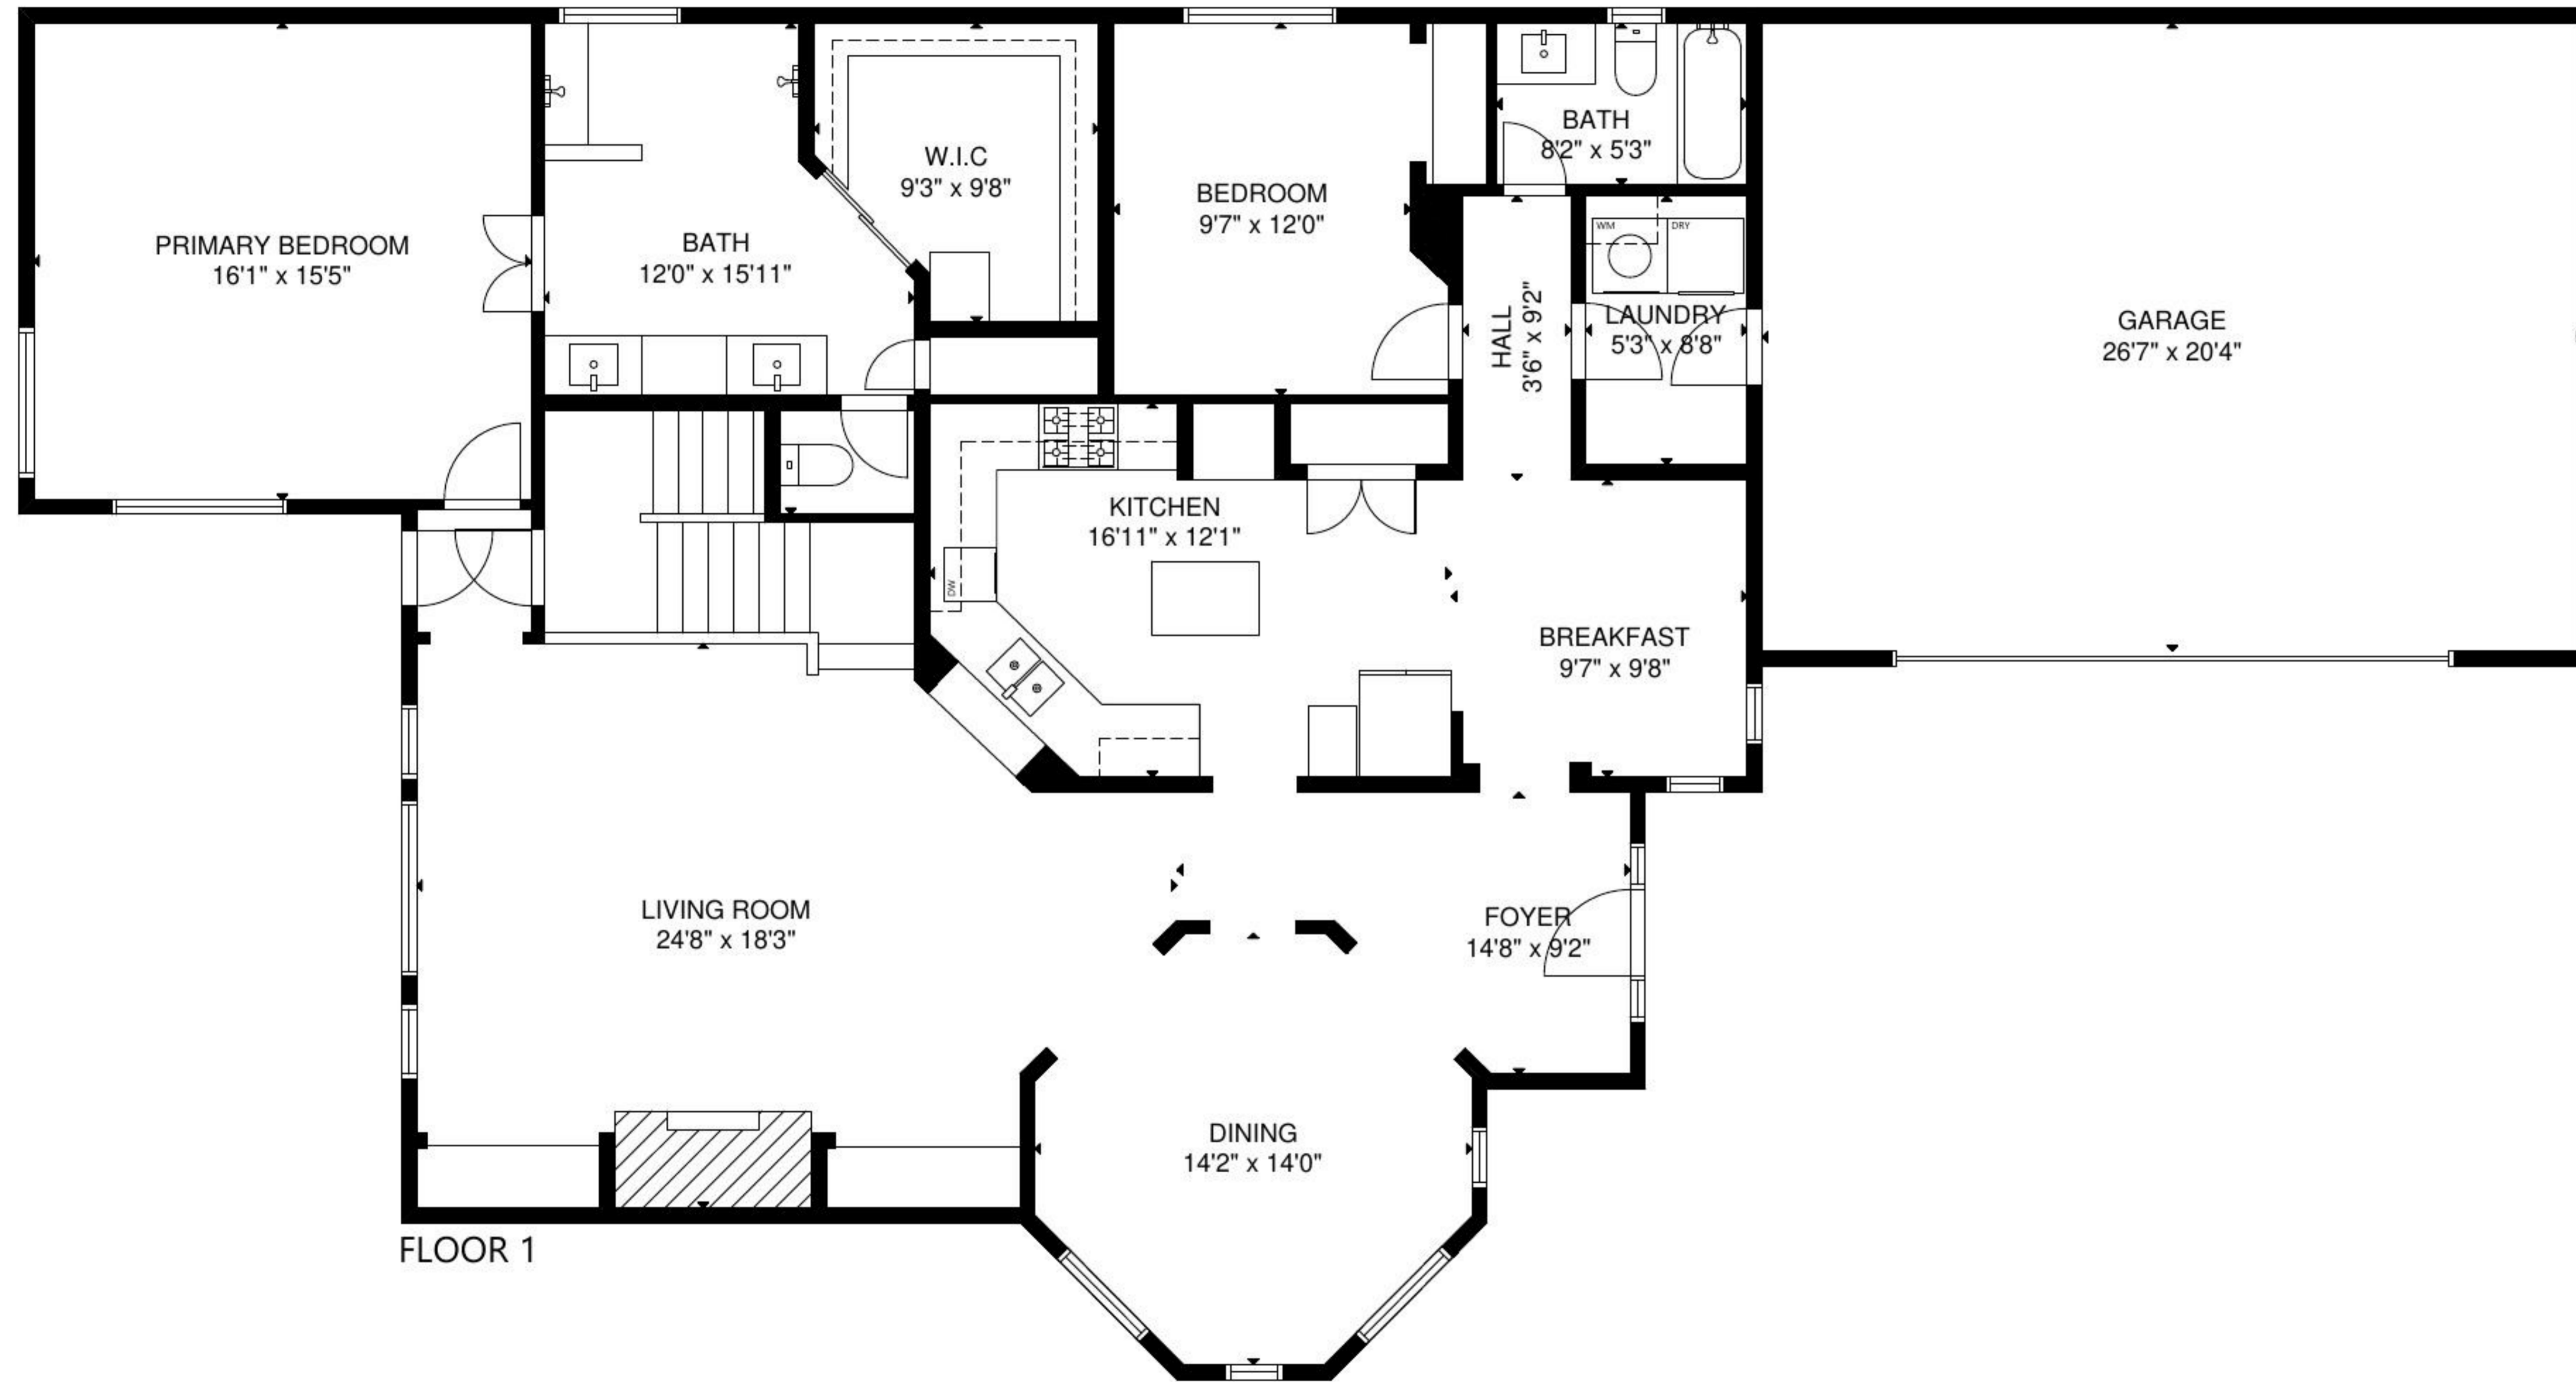 PRIMARY BEDROOM
16'1" x 15'5"
BATH
12'0" x 15'11"
W.I.C
9'3" x 9'8"
BEDROOM
9'7" x 12'0"
BATH
8'2" x 5'3"
HALL
3'6" x 9'2"
WM
DRY
LAUNDRY
5'3" x 8'8"
GARAGE
26'7" x 20'4"
KITCHEN
16'11" x 12'1"
DW
BREAKFAST
9'7" x 9'8"
LIVING ROOM
24'8" x 18'3"
FOYER
14'8" x 9'2"
DINING
14'2" x 14'0"
FLOOR 1